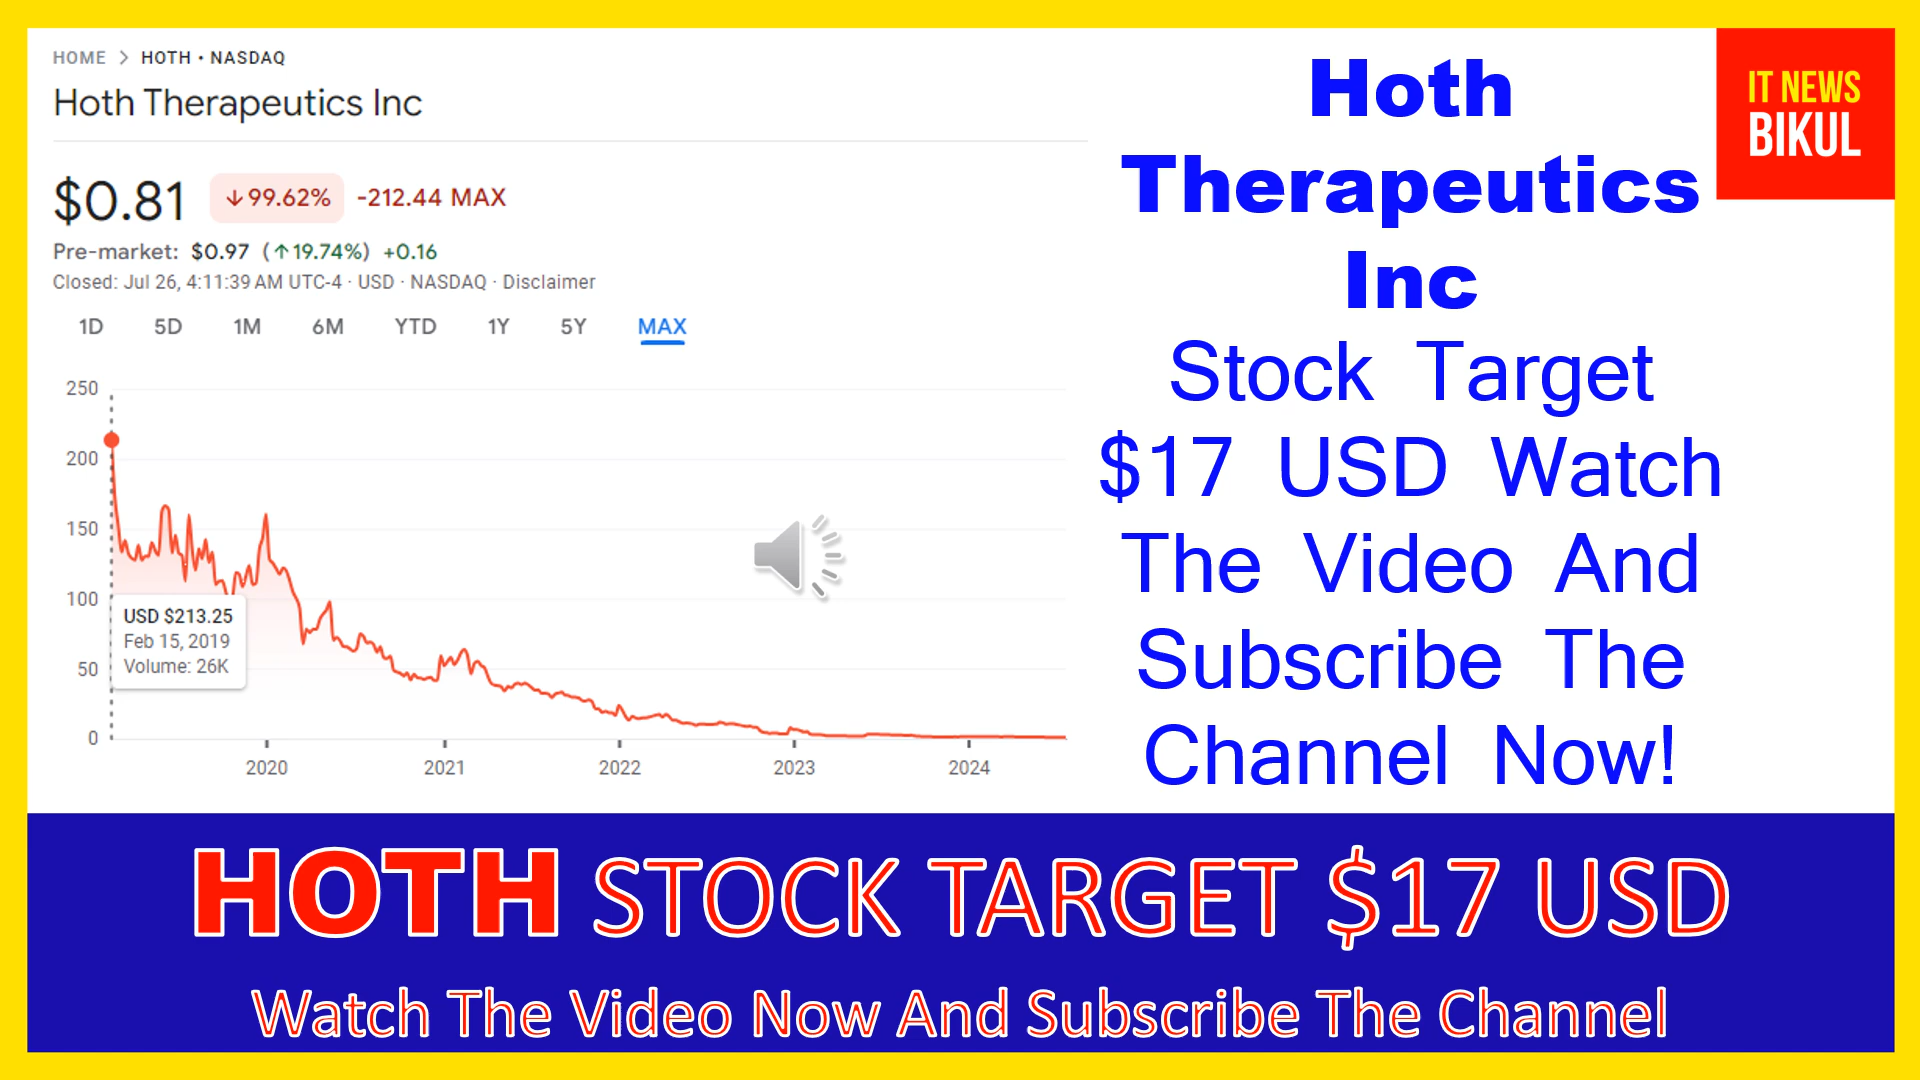 HOME > HOTH • NASDAQ
Hoth Therapeutics Inc
$0.81 ↓99.62% -212.44 MAX
Pre-market: $0.97 (↑19.74%) +0.16
Closed: Jul 26, 4:11:39 AM UTC-4 · USD · NASDAQ · Disclaimer
1D 5D 1M 6M YTD 1Y 5Y MAX
250
200
150
100
50
0
USD $213.25
Feb 15, 2019
Volume: 26K
2020 2021 2022 2023 2024
Hoth
Therapeutics
Inc
Stock Target
$17 USD Watch
The Video And
Subscribe The
Channel Now!
IT NEWS
BIKUL
HOTH STOCK TARGET $17 USD
Watch The Video Now And Subscribe The Channel